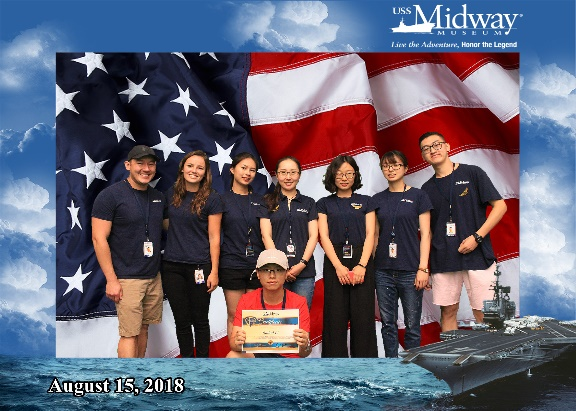 USS Midway®
MUSEUM
Live the Adventure, Honor the Legend
August 15, 2018